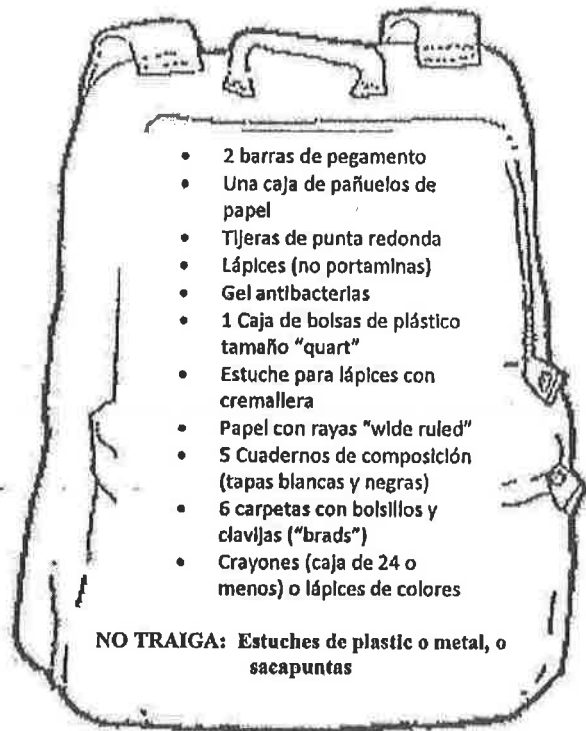 • 2 barras de pegamento
• Una caja de pañuelos de
papel
• Tijeras de punta redonda
• Lápices (no portaminas)
• Gel antibacterias
• 1 Caja de bolsas de plástico
tamaño "quart"
• Estuche para lápices con
cremallera
• Papel con rayas "wide ruled"
• 5 Cuadernos de composición
(tapas blancas y negras)
• 6 carpetas con bolsillos y
clavijas ("brads")
• Crayones (caja de 24 o
menos) o lápices de colores
NO TRAIGA: Estuches de plastic o metal, o
sacapuntas